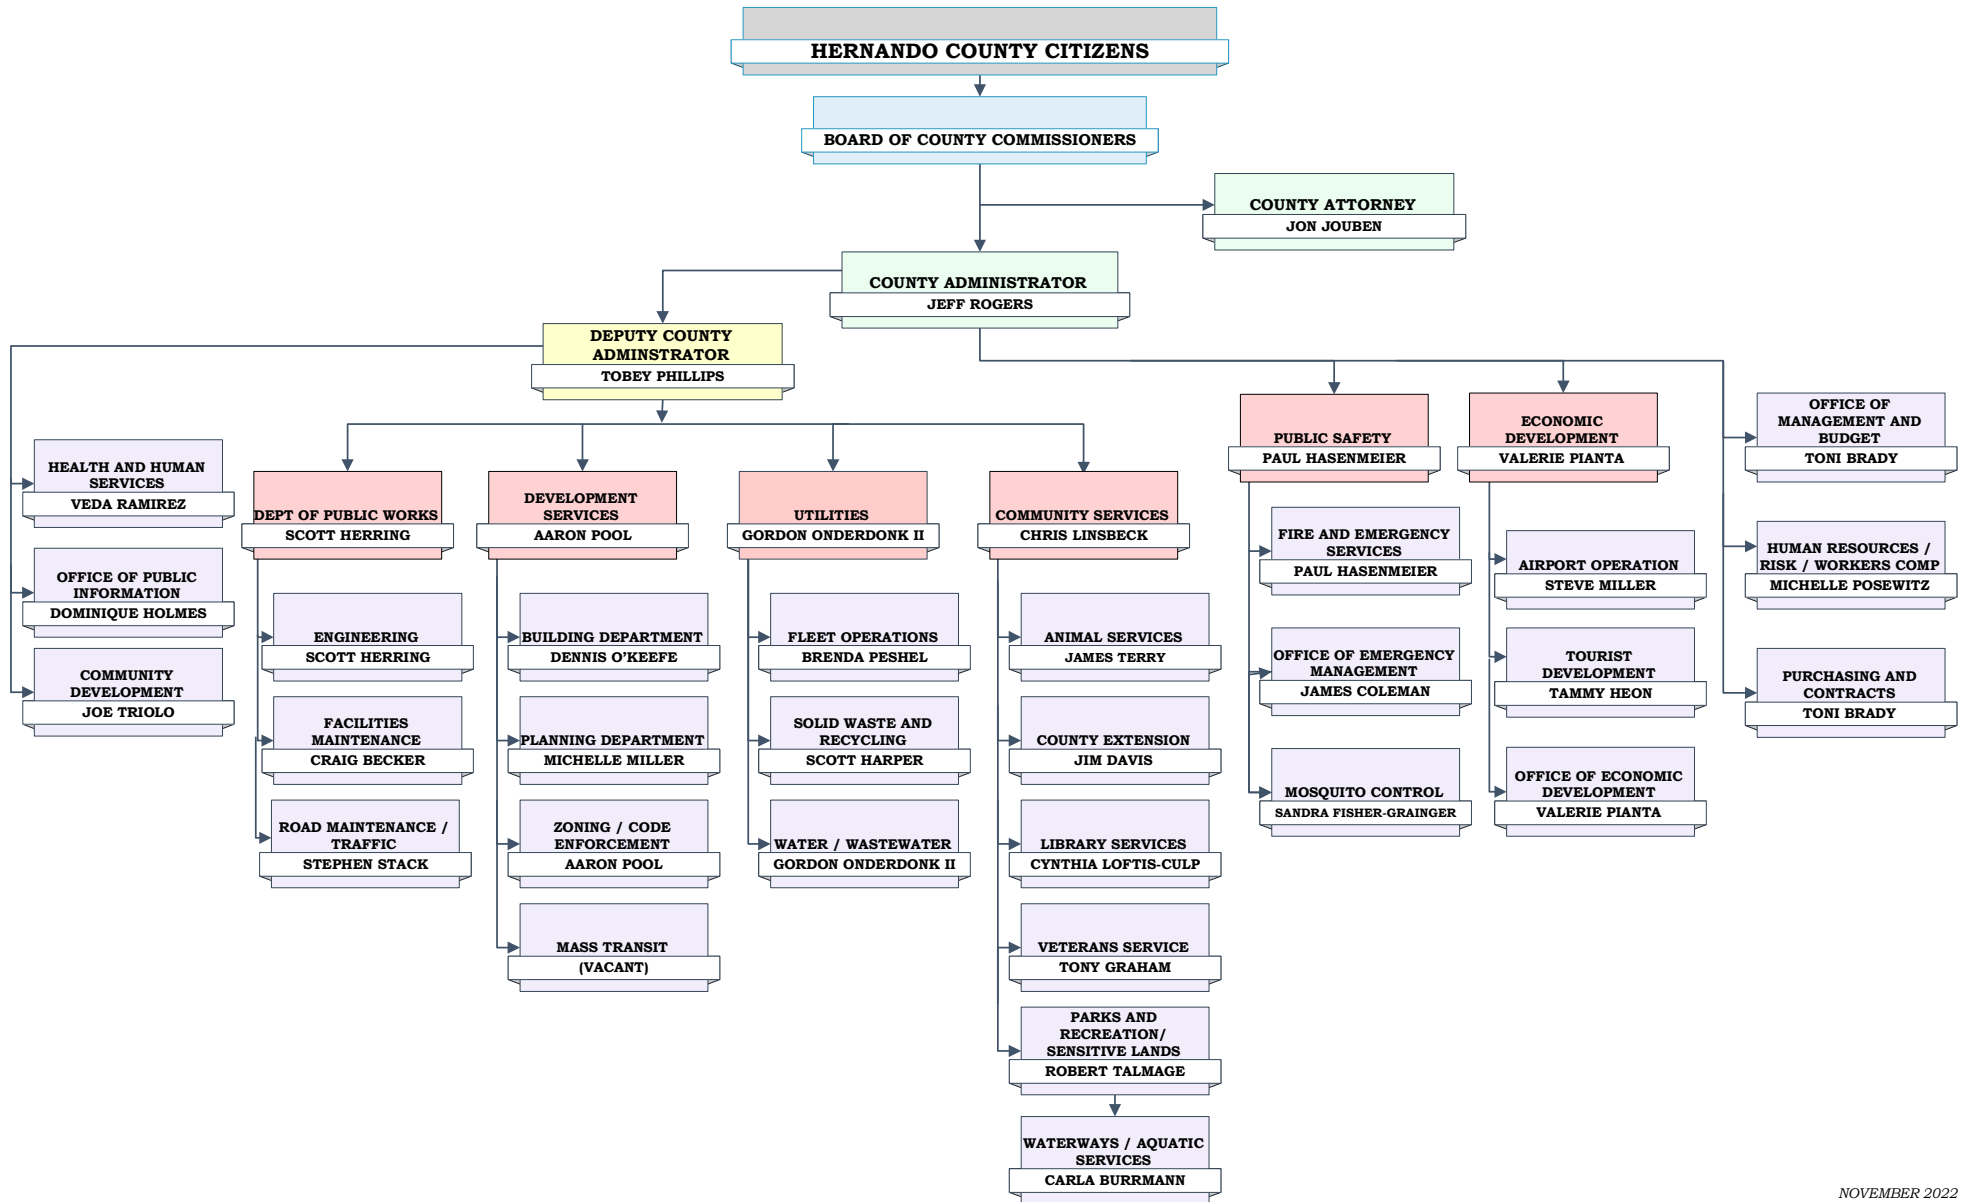 HERNANDO COUNTY CITIZENS
BOARD OF COUNTY COMMISSIONERS
COUNTY ATTORNEY
JON JOUBEN
COUNTY ADMINISTRATOR
JEFF ROGERS
DEPUTY COUNTY
ADMINSTRATOR
TOBEY PHILLIPS
HEALTH AND HUMAN
SERVICES
VEDA RAMIREZ
OFFICE OF PUBLIC
INFORMATION
DOMINIQUE HOLMES
COMMUNITY
DEVELOPMENT
JOE TRIOLO
DEPT OF PUBLIC WORKS
SCOTT HERRING
ENGINEERING
SCOTT HERRING
FACILITIES
MAINTENANCE
CRAIG BECKER
ROAD MAINTENANCE /
TRAFFIC
STEPHEN STACK
DEVELOPMENT
SERVICES
AARON POOL
BUILDING DEPARTMENT
DENNIS O’KEEFE
PLANNING DEPARTMENT
MICHELLE MILLER
ZONING / CODE
ENFORCEMENT
AARON POOL
MASS TRANSIT
(VACANT)
UTILITIES
GORDON ONDERDONK II
FLEET OPERATIONS
BRENDA PESHEL
SOLID WASTE AND
RECYCLING
SCOTT HARPER
WATER / WASTEWATER
GORDON ONDERDONK II
COMMUNITY SERVICES
CHRIS LINSBECK
ANIMAL SERVICES
JAMES TERRY
COUNTY EXTENSION
JIM DAVIS
LIBRARY SERVICES
CYNTHIA LOFTIS-CULP
VETERANS SERVICE
TONY GRAHAM
PARKS AND
RECREATION/
SENSITIVE LANDS
ROBERT TALMAGE
WATERWAYS / AQUATIC
SERVICES
CARLA BURRMANN
PUBLIC SAFETY
PAUL HASENMEIER
FIRE AND EMERGENCY
SERVICES
PAUL HASENMEIER
OFFICE OF EMERGENCY
MANAGEMENT
JAMES COLEMAN
MOSQUITO CONTROL
SANDRA FISHER-GRAINGER
ECONOMIC
DEVELOPMENT
VALERIE PIANTA
AIRPORT OPERATION
STEVE MILLER
TOURIST
DEVELOPMENT
TAMMY HEON
OFFICE OF ECONOMIC
DEVELOPMENT
VALERIE PIANTA
OFFICE OF
MANAGEMENT AND
BUDGET
TONI BRADY
HUMAN RESOURCES /
RISK / WORKERS COMP
MICHELLE POSEWITZ
PURCHASING AND
CONTRACTS
TONI BRADY
NOVEMBER 2022